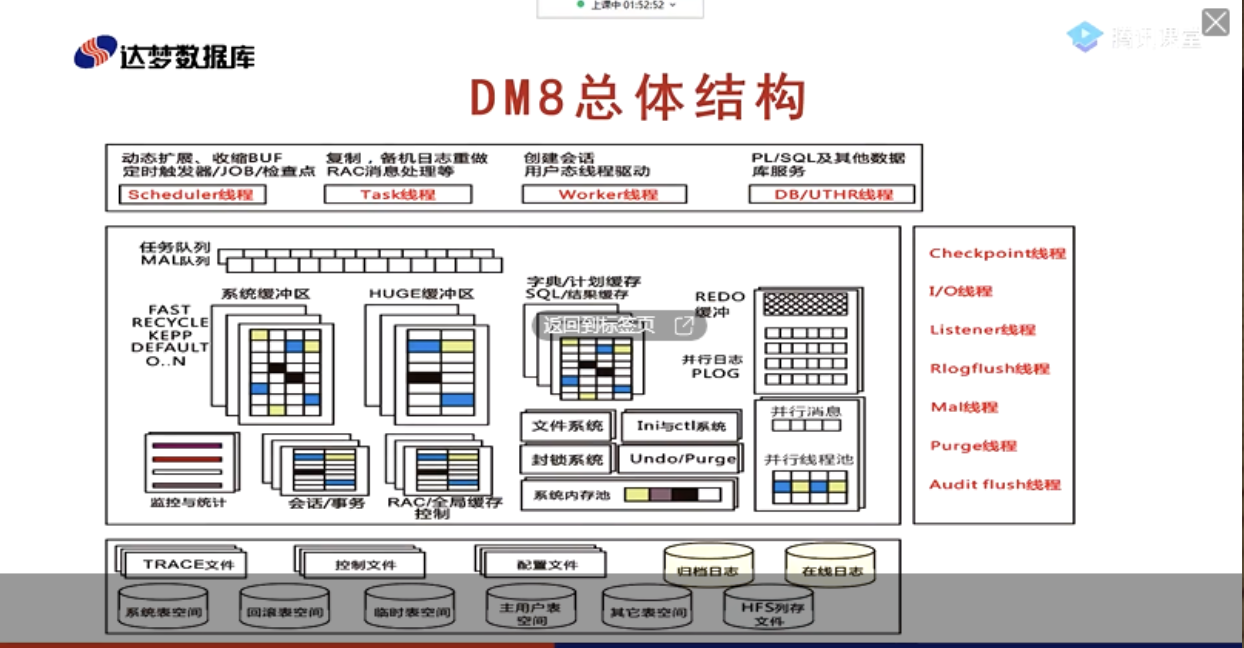 上课中 01:52:52
腾讯课堂
达梦数据库
DM8总体结构
动态扩展、收缩BUF
定时触发器/JOB/检查点
Scheduler线程
复制，备机日志重做
RAC消息处理等
Task线程
创建会话
用户态线程驱动
Worker线程
PL/SQL及其他数据
库服务
DB/UTHR线程
任务队列
MAL队列
系统缓冲区
HUGE缓冲区
字典/计划缓存
SQL/结果缓存
FAST
RECYCLE
KEPP
DEFAULT
O..N
返回到标签页
REDO
缓冲
并行日志
PLOG
文件系统
Ini与ctl系统
封锁系统
Undo/Purge
系统内存池
并行消息
并行线程池
监控与统计
会话/事务
RAC/全局缓存
控制
Checkpoint线程
I/O线程
Listener线程
Rlogflush线程
Mal线程
Purge线程
Audit flush线程
TRACE文件
控制文件
配置文件
归档日志
在线日志
系统表空间
回滚表空间
临时表空间
主用户表
空间
其它表空间
HFS列存
文件